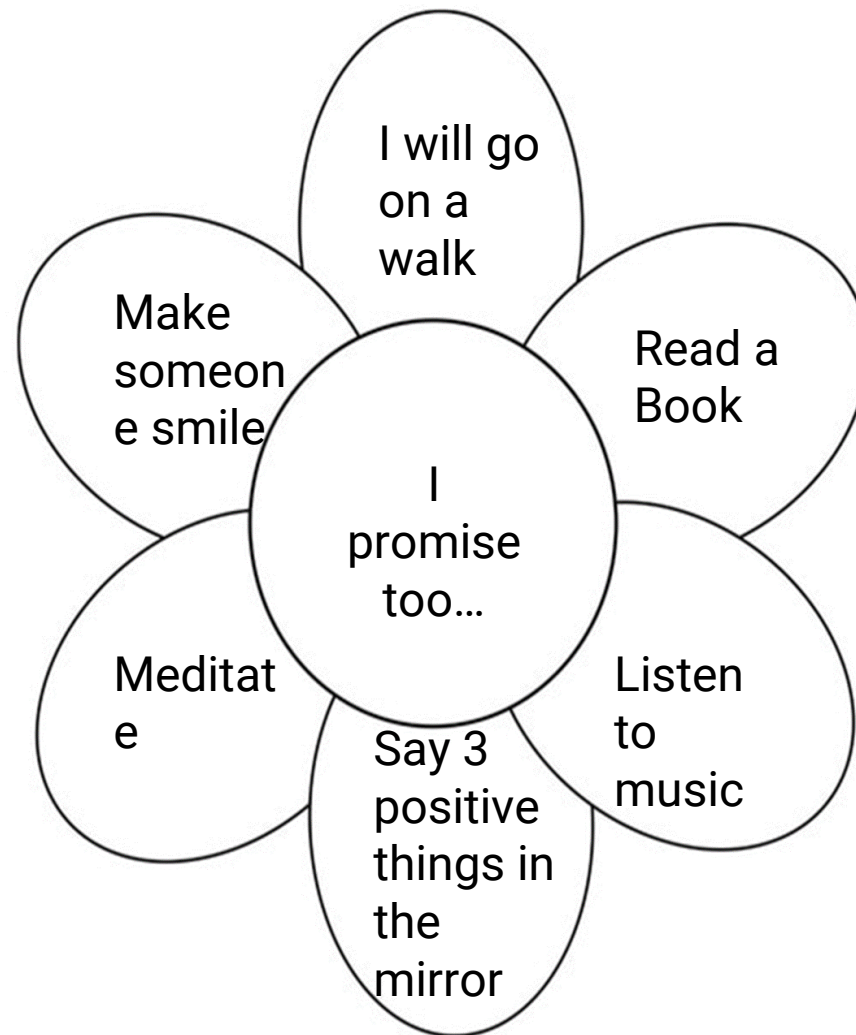 I will go
on a
walk
Make
someon
e smile
Read a
Book
I
promise
too…
Meditat
e
Listen
to
music
Say 3
positive
things in
the
mirror